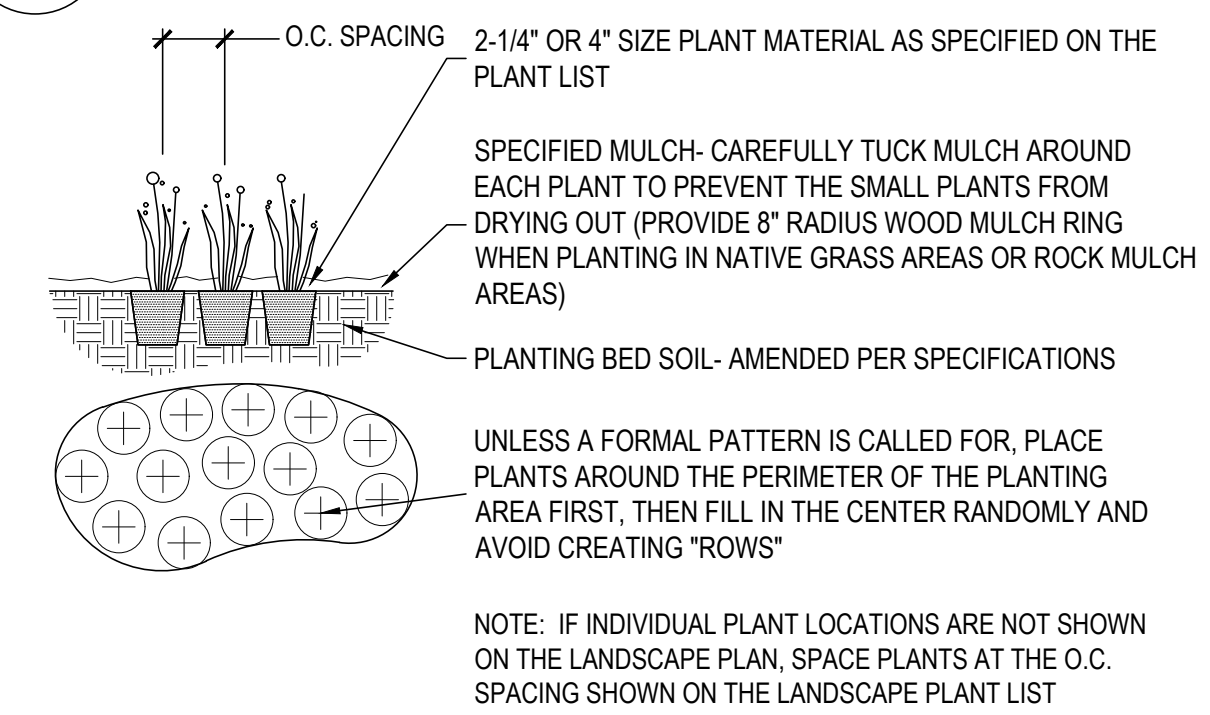 O.C. SPACING
2-1/4" OR 4" SIZE PLANT MATERIAL AS SPECIFIED ON THE
PLANT LIST
SPECIFIED MULCH- CAREFULLY TUCK MULCH AROUND
EACH PLANT TO PREVENT THE SMALL PLANTS FROM
DRYING OUT (PROVIDE 8" RADIUS WOOD MULCH RING
WHEN PLANTING IN NATIVE GRASS AREAS OR ROCK MULCH
AREAS)
PLANTING BED SOIL- AMENDED PER SPECIFICATIONS
UNLESS A FORMAL PATTERN IS CALLED FOR, PLACE
PLANTS AROUND THE PERIMETER OF THE PLANTING
AREA FIRST, THEN FILL IN THE CENTER RANDOMLY AND
AVOID CREATING "ROWS"
NOTE: IF INDIVIDUAL PLANT LOCATIONS ARE NOT SHOWN
ON THE LANDSCAPE PLAN, SPACE PLANTS AT THE O.C.
SPACING SHOWN ON THE LANDSCAPE PLANT LIST